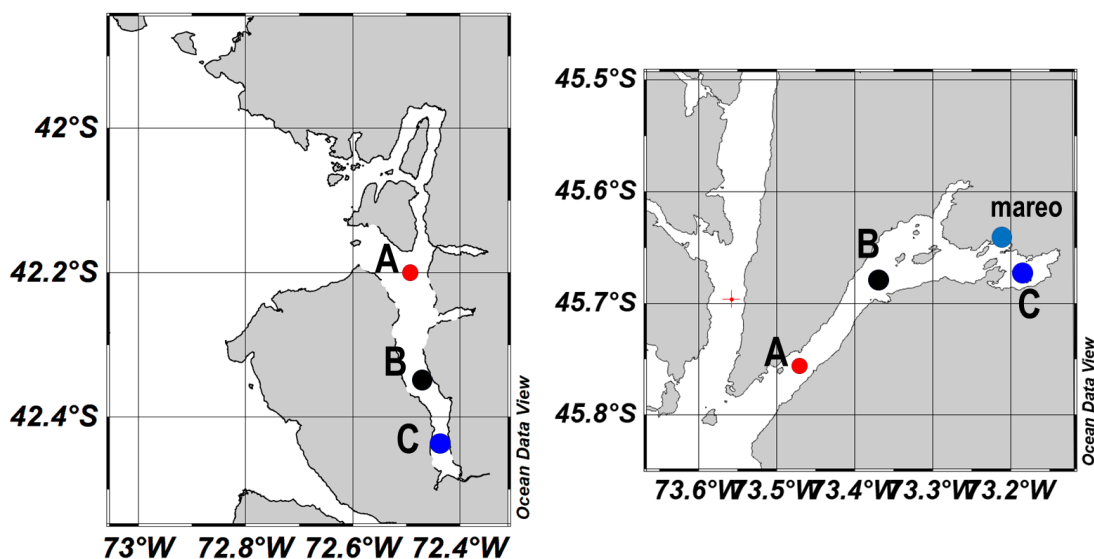 42°S
42.2°S
42.4°S
A
B
C
73°W 72.8°W 72.6°W 72.4°W
Ocean Data View
45.5°S
45.6°S
45.7°S
45.8°S
mareo
B
C
A
73.6°W 73.5°W 73.4°W 73.3°W 73.2°W
Ocean Data View